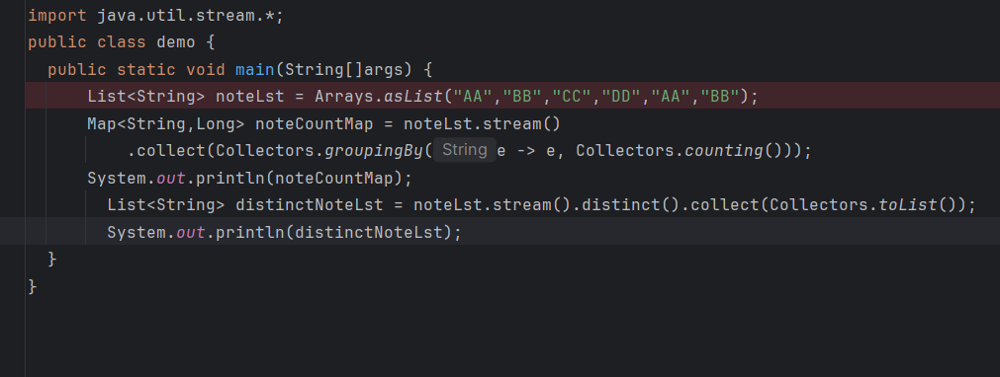 import java.util.stream.*;
public class demo {
public static void main(String[]args) {
List<String> noteLst = Arrays.asList("AA","BB","CC","DD","AA","BB");
Map<String,Long> noteCountMap = noteLst.stream()
.collect(Collectors.groupingBy( String e -> e, Collectors.counting()));
System.out.println(noteCountMap);
List<String> distinctNoteLst = noteLst.stream().distinct().collect(Collectors.toList());
System.out.println(distinctNoteLst);
}
}